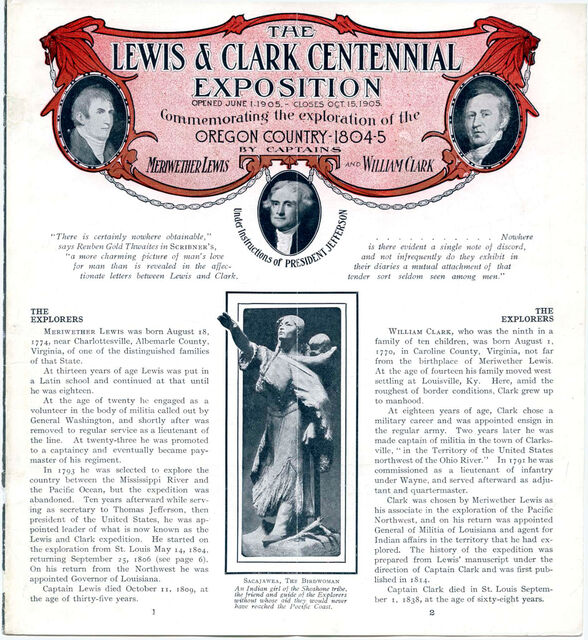 THE
LEWIS & CLARK CENTENNIAL
EXPOSITION
OPENED JUNE 1.1905. - CLOSES OCT. 15, 1905.
Commemorating the exploration of the
OREGON COUNTRY-1804-5
BY CAPTAINS
MERIWETHER LEWIS AND WILLIAM CLARK
Under instructions of PRESIDENT JEFFERSON
"There is certainly nowhere obtainable,"
says Reuben Gold Thwaites in SCRIBNER'S,
"a more charming picture of man's love
for man than is revealed in the affec-
tionate letters between Lewis and Clark.
. . . . . . . . . . . . Nowhere
is there evident a single note of discord,
and not infrequently do they exhibit in
their diaries a mutual attachment of that
tender sort seldom seen among men."
THE
EXPLORERS
MERIWETHER LEWIS was born August 18,
1774, near Charlottesville, Albemarle County,
Virginia, of one of the distinguished families
of that State.
At thirteen years of age Lewis was put in
a Latin school and continued at that until
he was eighteen.
At the age of twenty he engaged as a
volunteer in the body of militia called out by
General Washington, and shortly after was
removed to regular service as a lieutenant of
the line. At twenty-three he was promoted
to a captaincy and eventually became pay-
master of his regiment.
In 1793 he was selected to explore the
country between the Mississippi River and
the Pacific Ocean, but the expedition was
abandoned. Ten years afterward while serv-
ing as secretary to Thomas Jefferson, then
president of the United States, he was ap-
pointed leader of what is now known as the
Lewis and Clark expedition. He started on
the exploration from St. Louis May 14, 1804,
returning September 25, 1806 (see page 6).
On his return from the Northwest he was
appointed Governor of Louisiana.
Captain Lewis died October 11, 1809, at
the age of thirty-five years.
1
SACAJAWEA, THE BIRDWOMAN
An Indian girl of the Shoshone tribe,
the friend and guide of the Explorers
without whose aid they would never
have reached the Pacific Coast.
THE
EXPLORERS
WILLIAM CLARK, who was the ninth in a
family of ten children, was born August 1,
1770, in Caroline County, Virginia, not far
from the birthplace of Meriwether Lewis.
At the age of fourteen his family moved west
settling at Louisville, Ky. Here, amid the
roughest of border conditions, Clark grew up
to manhood.
At eighteen years of age, Clark chose a
military career and was appointed ensign in
the regular army. Two years later he was
made captain of militia in the town of Clarks-
ville, "in the Territory of the United States
northwest of the Ohio River." In 1791 he was
commissioned as a lieutenant of infantry
under Wayne, and served afterward as adju-
tant and quartermaster.
Clark was chosen by Meriwether Lewis as
his associate in the exploration of the Pacific
Northwest, and on his return was appointed
General of Militia of Louisiana and agent for
Indian affairs in the territory that he had ex-
plored. The history of the expedition was
prepared from Lewis' manuscript under the
direction of Captain Clark and was first pub-
lished in 1814.
Captain Clark died in St. Louis Septem-
ber 1, 1838, at the age of sixty-eight years.
2